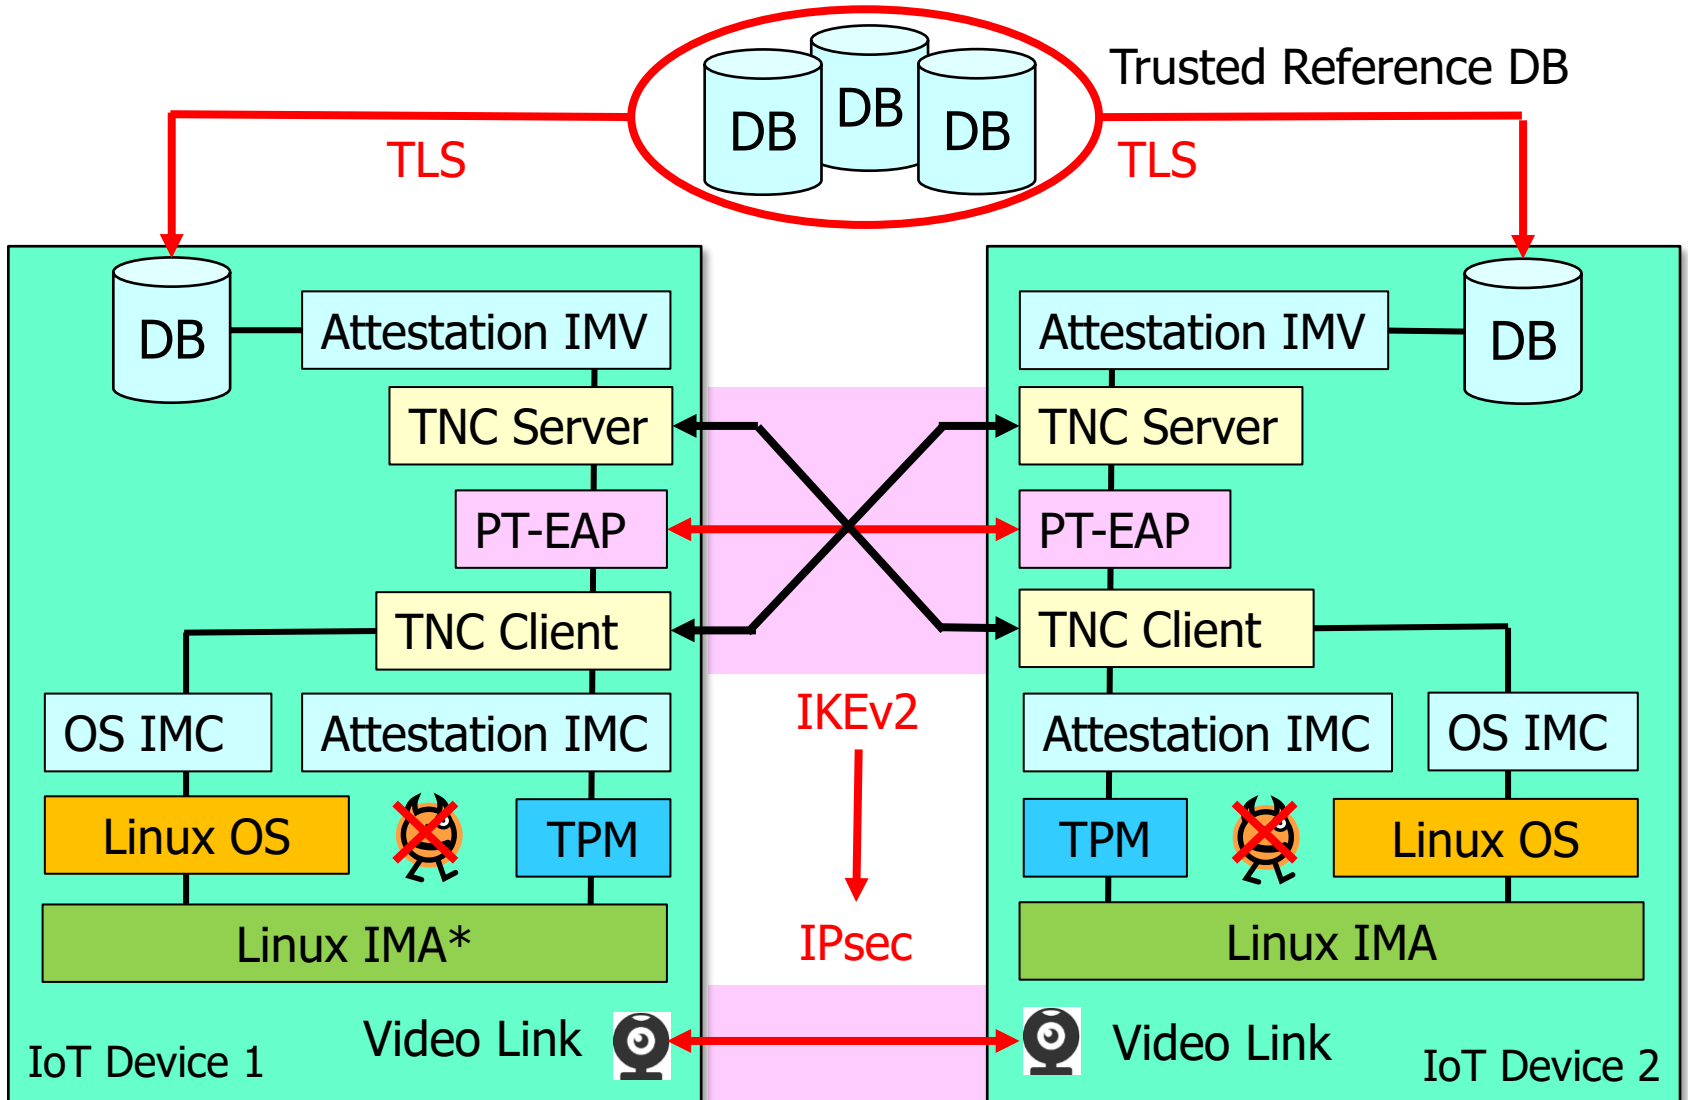 Trusted Reference DB
DB
DB
DB
TLS
TLS
DB
Attestation IMV
TNC Server
PT-EAP
TNC Client
OS IMC
Attestation IMC
Linux OS
TPM
Linux IMA*
Video Link
IoT Device 1
IKEv2
IPsec
Attestation IMV
DB
TNC Server
PT-EAP
TNC Client
Attestation IMC
OS IMC
TPM
Linux OS
Linux IMA
Video Link
IoT Device 2